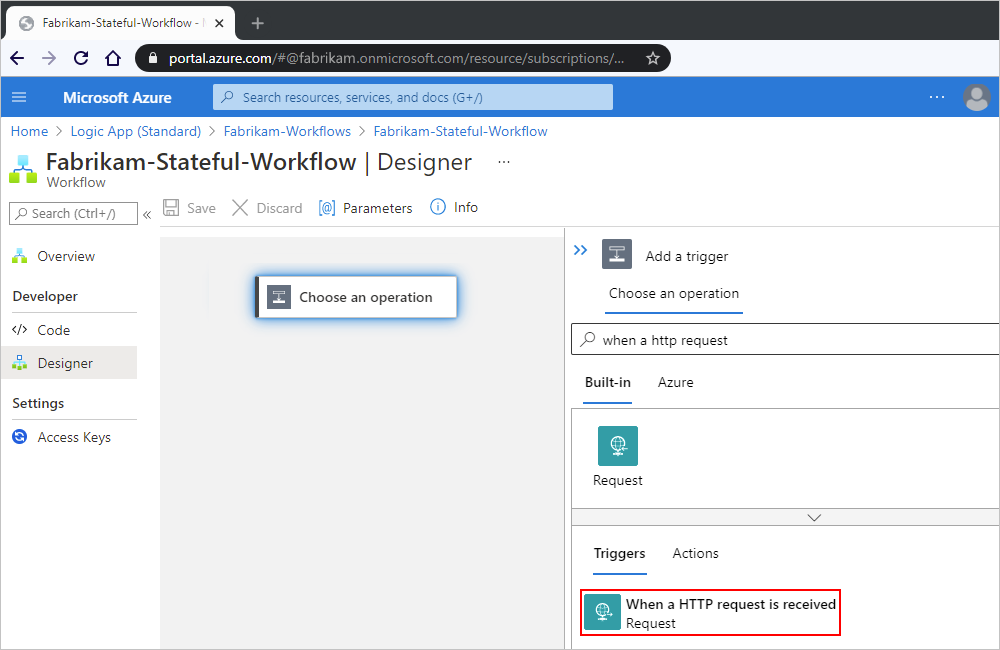 Fabrikam-Stateful-Workflow -
portal.azure.com/#@fabrikam.onmicrosoft.com/resource/subscriptions/...
Microsoft Azure
Search resources, services, and docs (G+/)
...
Home > Logic App (Standard) > Fabrikam-Workflows > Fabrikam-Stateful-Workflow
Fabrikam-Stateful-Workflow | Designer ...
Workflow
Search (Ctrl+/) «
Save Discard [@] Parameters Info
Overview
Developer
</> Code
Designer
Settings
Access Keys
Choose an operation
Add a trigger
Choose an operation
when a http request
Built-in Azure
Request
Triggers Actions
When a HTTP request is received
Request